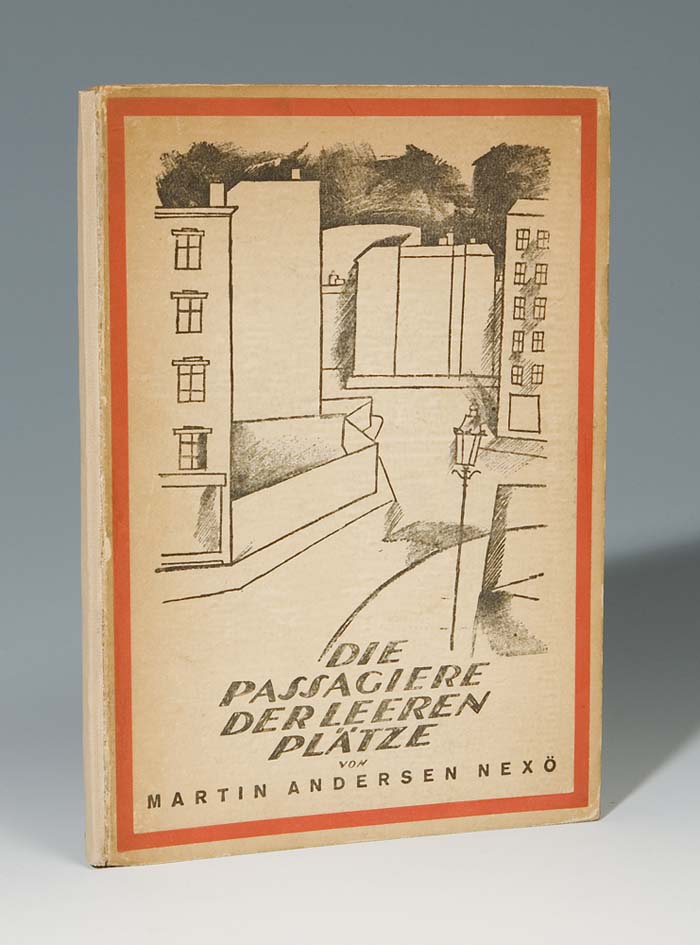 DIE
PASSAGIERE
DER LEEREN
PLÄTZE
VON
MARTIN ANDERSEN NEXÖ